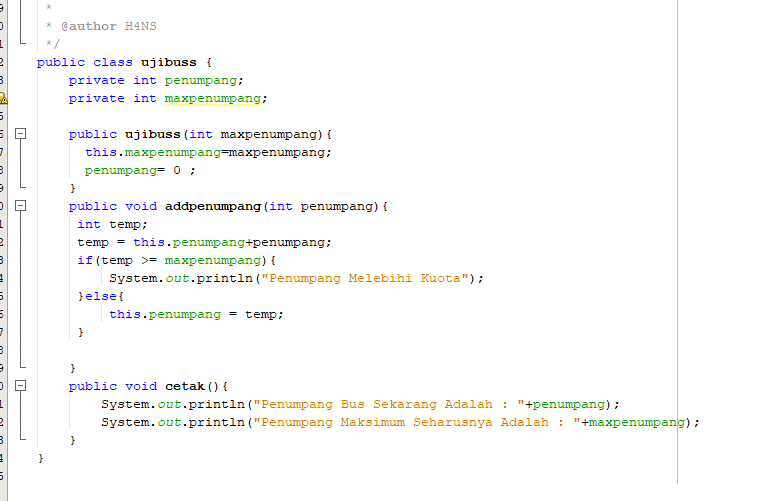 *
* @author H4NS
*/
public class ujibuss {
private int penumpang;
private int maxpenumpang;
public ujibuss(int maxpenumpang){
this.maxpenumpang=maxpenumpang;
penumpang= 0 ;
}
public void addpenumpang(int penumpang){
int temp;
temp = this.penumpang+penumpang;
if(temp >= maxpenumpang){
System.out.println("Penumpang Melebihi Kuota");
}else{
this.penumpang = temp;
}
}
public void cetak(){
System.out.println("Penumpang Bus Sekarang Adalah : "+penumpang);
System.out.println("Penumpang Maksimum Seharusnya Adalah : "+maxpenumpang);
}
}